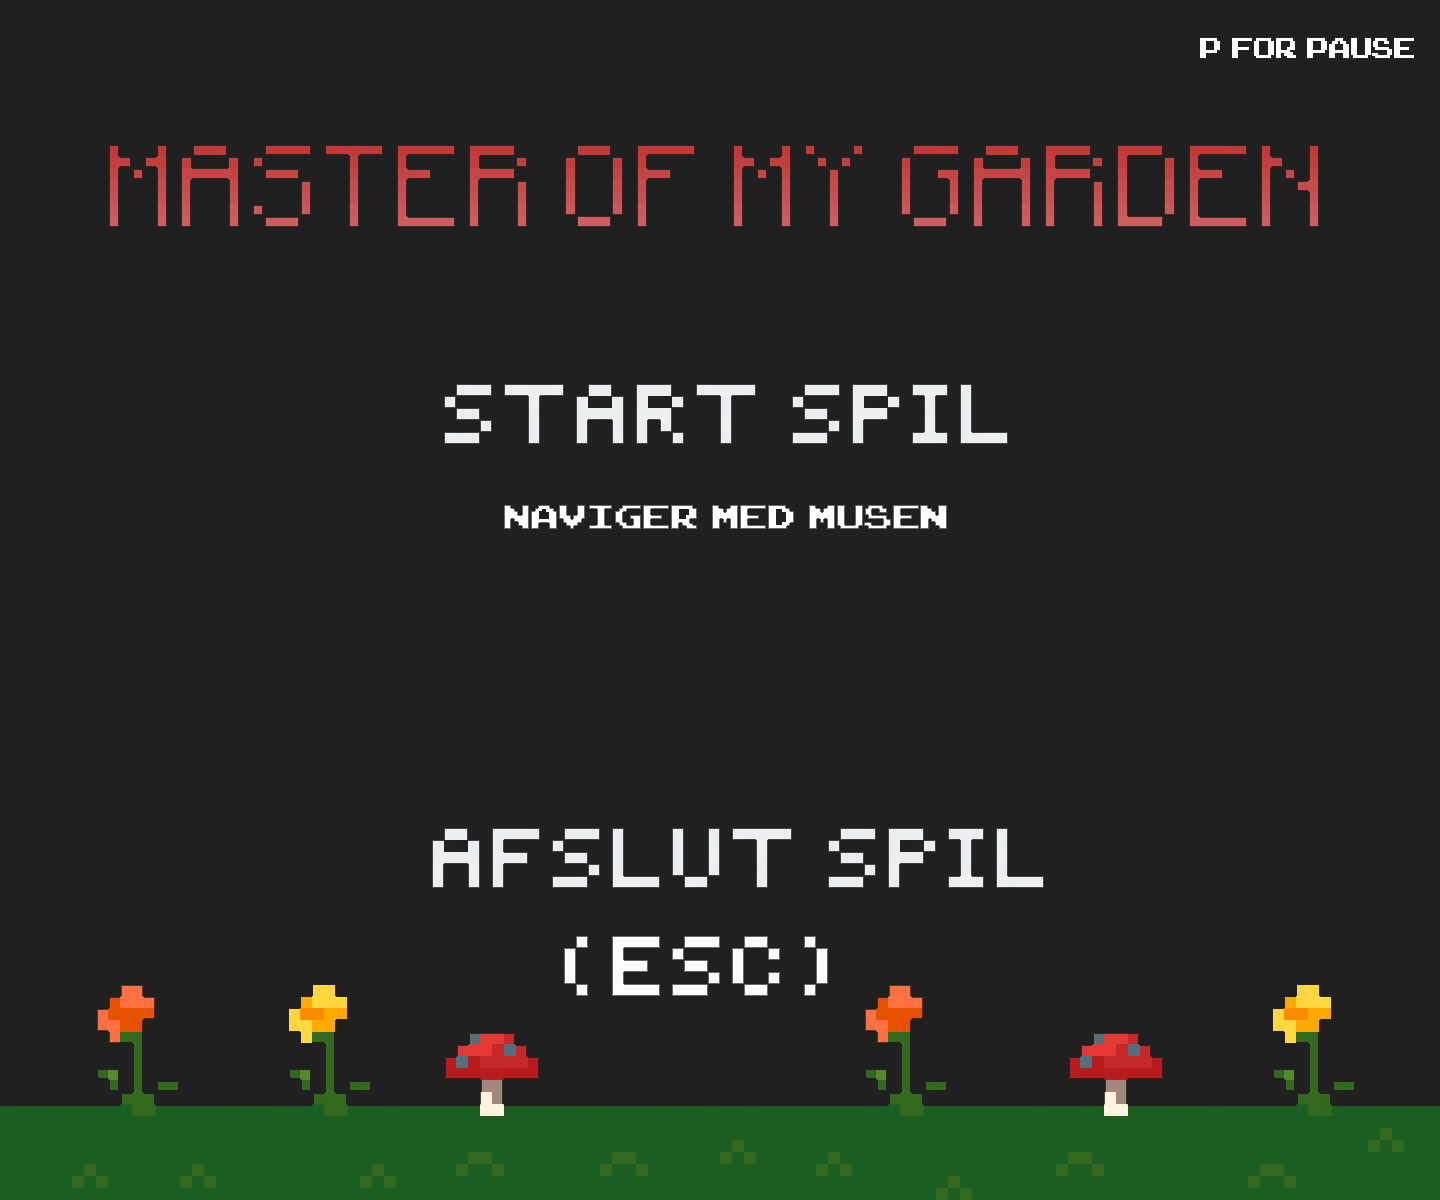 P FOR PAUSE
MASTER OF MY GARDEN
START SPIL
NAVIGER MED MUSEN
AFSLUT SPIL
(ESC)